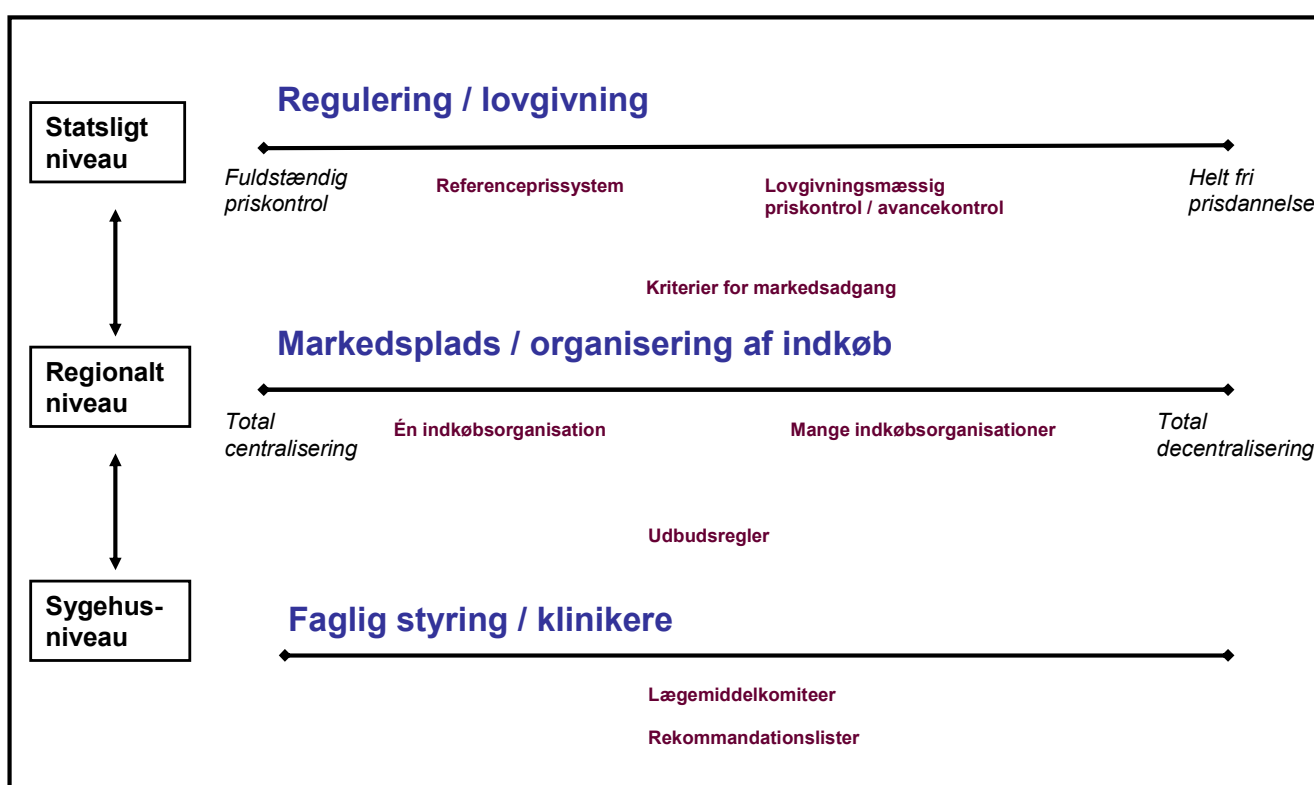 Regulering / lovgivning
Statsligt
niveau
Fuldstændig
priskontrol
Referenceprissystem
Lovgivningsmæssig
priskontrol / avancekontrol
Helt fri
prisdannelse
Kriterier for markedsadgang
Markedsplads / organisering af indkøb
Regionalt
niveau
Total
centralisering
Én indkøbsorganisation
Mange indkøbsorganisationer
Total
decentralisering
Udbudsregler
Sygehus-
niveau
Faglig styring / klinikere
Lægemiddelkomiteer
Rekommandationslister